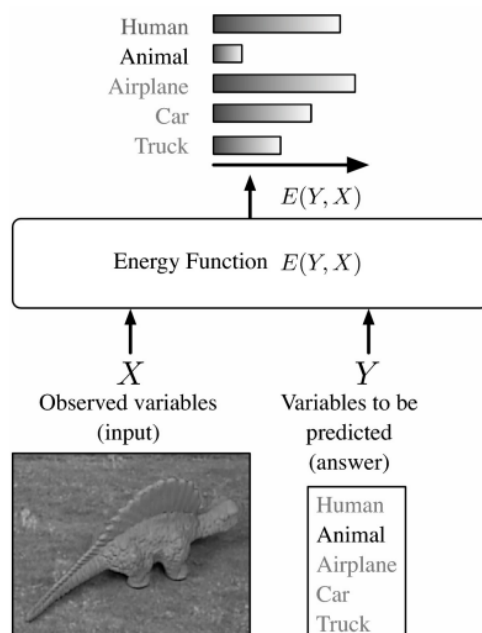 Human
Animal
Airplane
Car
Truck
E(Y, X)
Energy Function E(Y, X)
X
Observed variables
(input)
Y
Variables to be
predicted
(answer)
Human
Animal
Airplane
Car
Truck